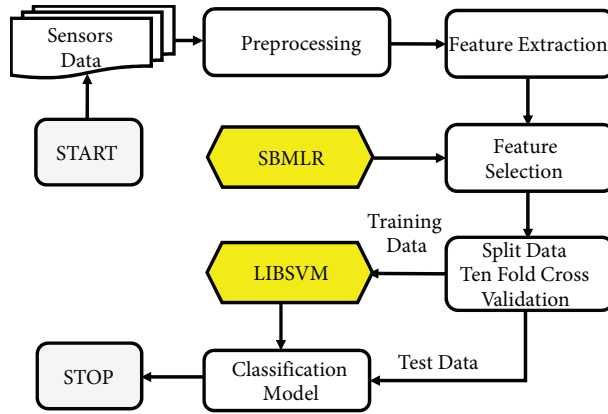 Sensors
Data
Preprocessing
Feature Extraction
START
SBMLR
Feature
Selection
Training
Data
LIBSVM
Split Data
Ten Fold Cross
Validation
STOP
Classification
Model
Test Data